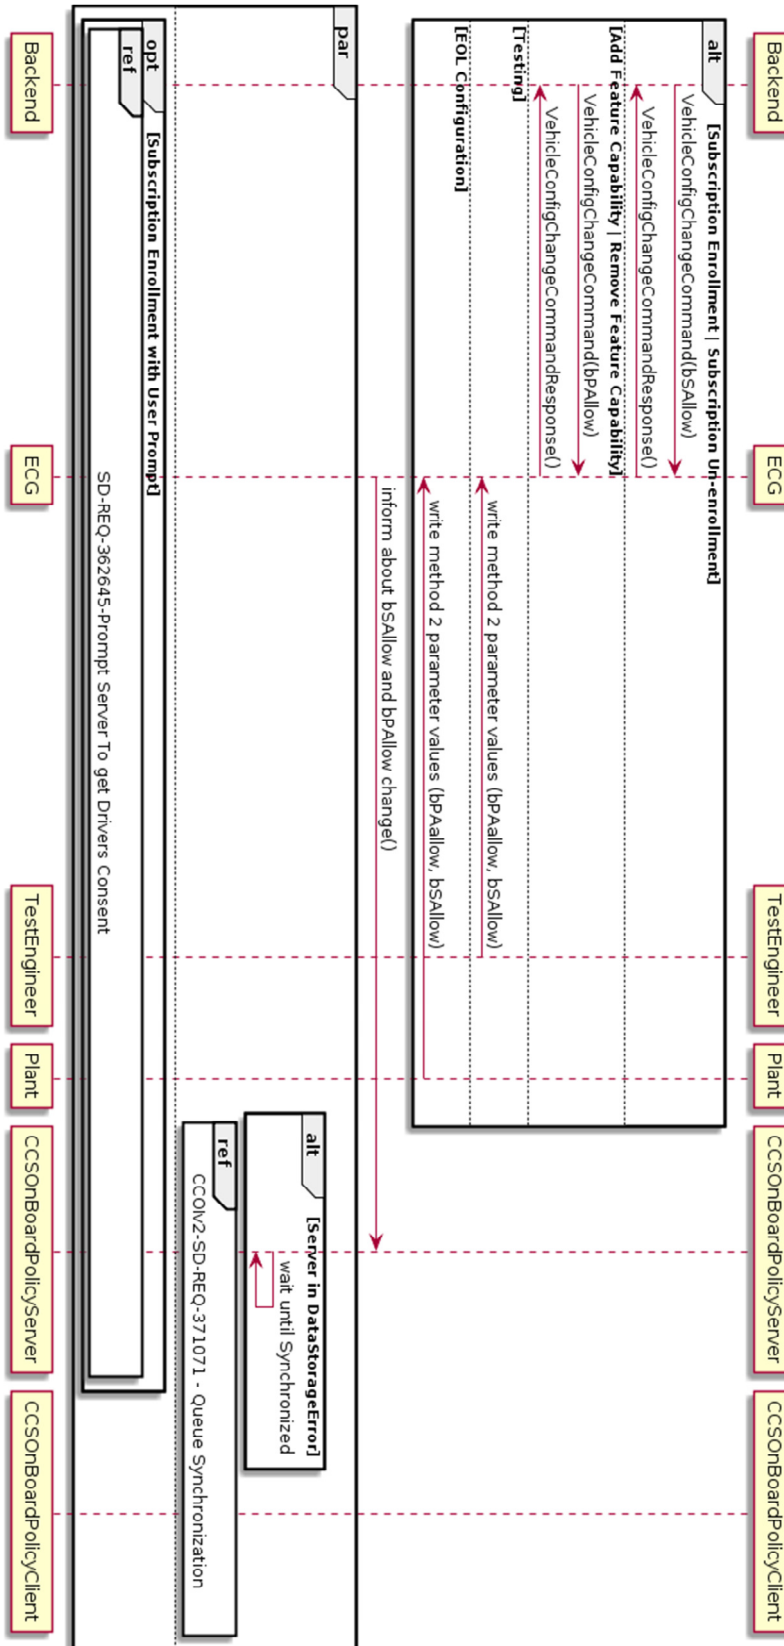 Backend
ECG
TestEngineer
Plant
CCSOnBoardPolicyServer
CCSOnBoardPolicyClient
alt
[Subscription Enrollment | Subscription Un-enrollment]
VehicleConfigChangeCommand(bSAllow)
VehicleConfigChangeCommandResponse()
[Add Feature Capability | Remove Feature Capability]
VehicleConfigChangeCommand(bPAllow)
VehicleConfigChangeCommandResponse()
[Testing]
write method 2 parameter values (bPAallow, bSAllow)
[EOL Configuration]
write method 2 parameter values (bPAallow, bSAllow)
inform about bSAllow and bPAllow change()
par
alt
[Server in DataStorageError]
wait until Synchronized
ref
CCOIv2-SD-REQ-371071 - Queue Synchronization
opt
[Subscription Enrollment with User Prompt]
ref
SD-REQ-362645-Prompt Server To get Drivers Consent
Backend
ECG
TestEngineer
Plant
CCSOnBoardPolicyServer
CCSOnBoardPolicyClient